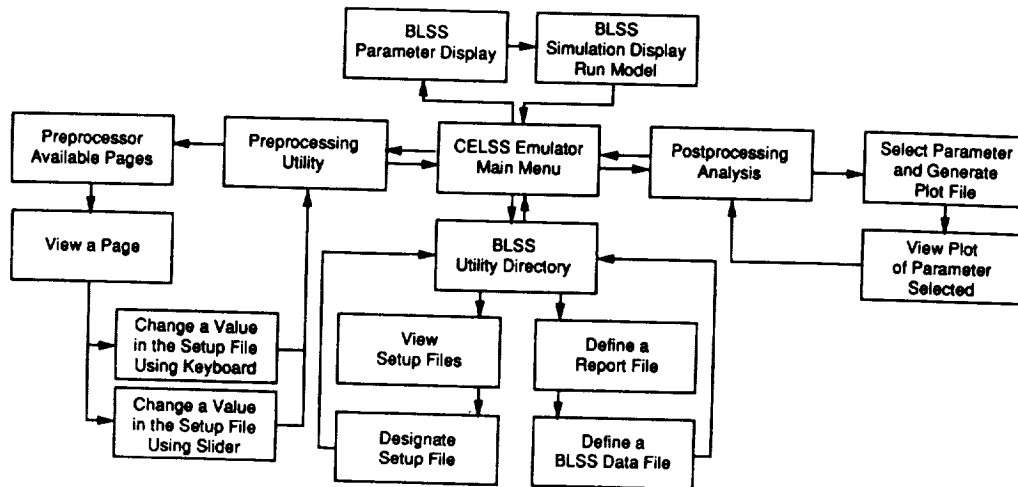 BLSS
Parameter Display
BLSS
Simulation Display
Run Model
Preprocessor
Available Pages
Preprocessing
Utility
CELSS Emulator
Main Menu
Postprocessing
Analysis
Select Parameter
and Generate
Plot File
View a Page
BLSS
Utility Directory
View Plot
of Parameter
Selected
Change a Value
in the Setup File
Using Keyboard
View
Setup Files
Define a
Report File
Change a Value
in the Setup File
Using Slider
Designate
Setup File
Define a
BLSS Data File